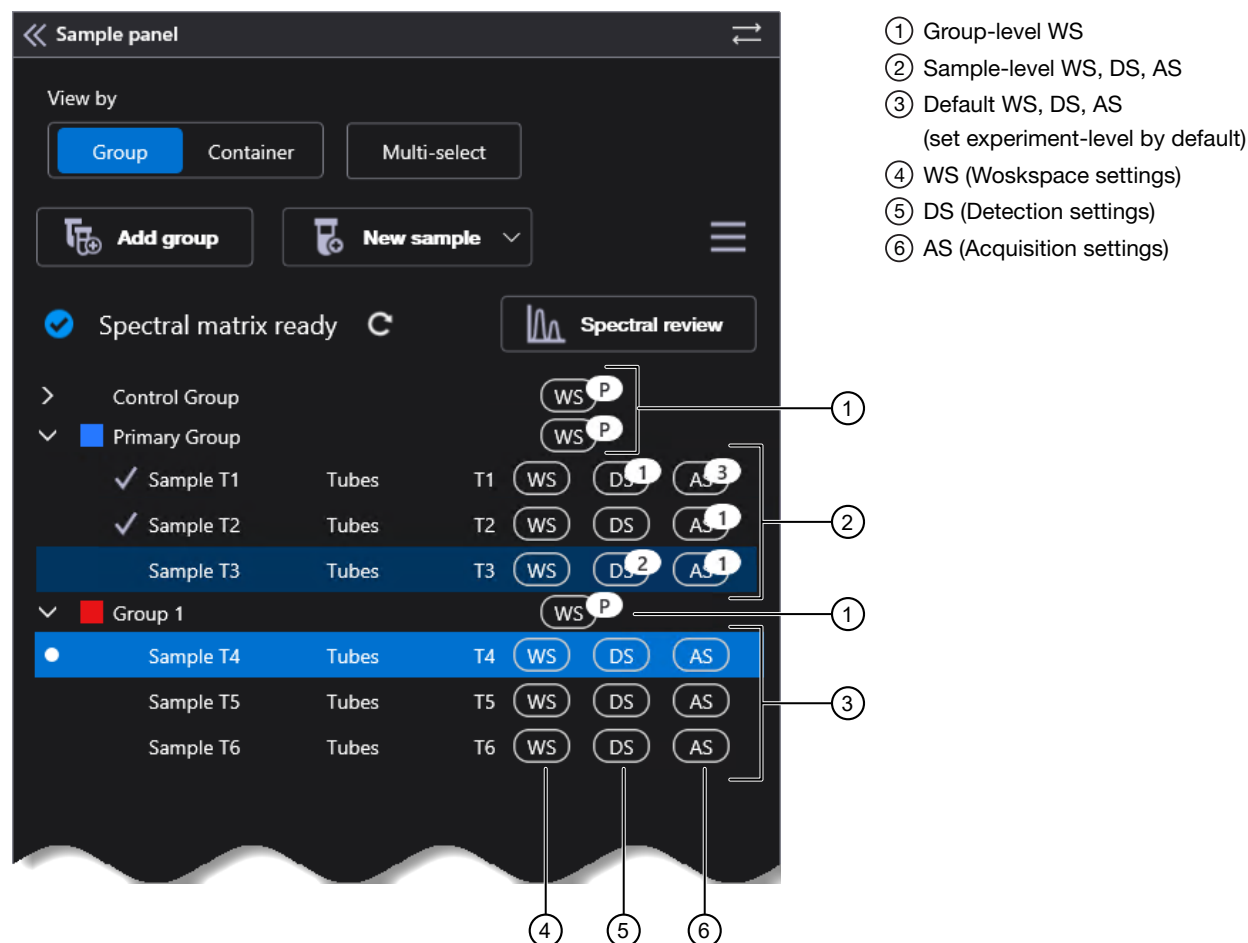 Sample panel
View by
Group Container Multi-select
Add group New sample
Spectral matrix ready Spectral review
Control Group WS P
Primary Group WS P
Sample T1 Tubes T1 WS DS 1 AS 3
Sample T2 Tubes T2 WS DS AS 1
Sample T3 Tubes T3 WS DS 2 AS 1
Group 1 WS P
Sample T4 Tubes T4 WS DS AS
Sample T5 Tubes T5 WS DS AS
Sample T6 Tubes T6 WS DS AS
1
2
1
3
4 5 6
1 Group-level WS
2 Sample-level WS, DS, AS
3 Default WS, DS, AS
(set experiment-level by default)
4 WS (Woskspace settings)
5 DS (Detection settings)
6 AS (Acquisition settings)